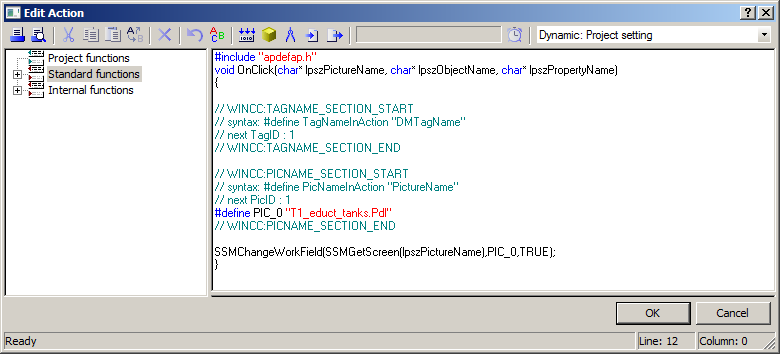 Edit Action
Dynamic: Project setting
Project functions
Standard functions
Internal functions
#include "apdefap.h"
void OnClick(char* lpszPictureName, char* lpszObjectName, char* lpszPropertyName)
{
// WINCC:TAGNAME_SECTION_START
// syntax: #define TagNameInAction "DMTagName"
// next TagID : 1
// WINCC:TAGNAME_SECTION_END
// WINCC:PICNAME_SECTION_START
// syntax: #define PicNameInAction "PictureName"
// next PicID : 1
#define PIC_0 "T1_educt_tanks.Pdl"
// WINCC:PICNAME_SECTION_END
SSMChangeWorkField(SSMGetScreen(lpszPictureName),PIC_0,TRUE);
}
OK Cancel
Ready Line: 12 Column: 0